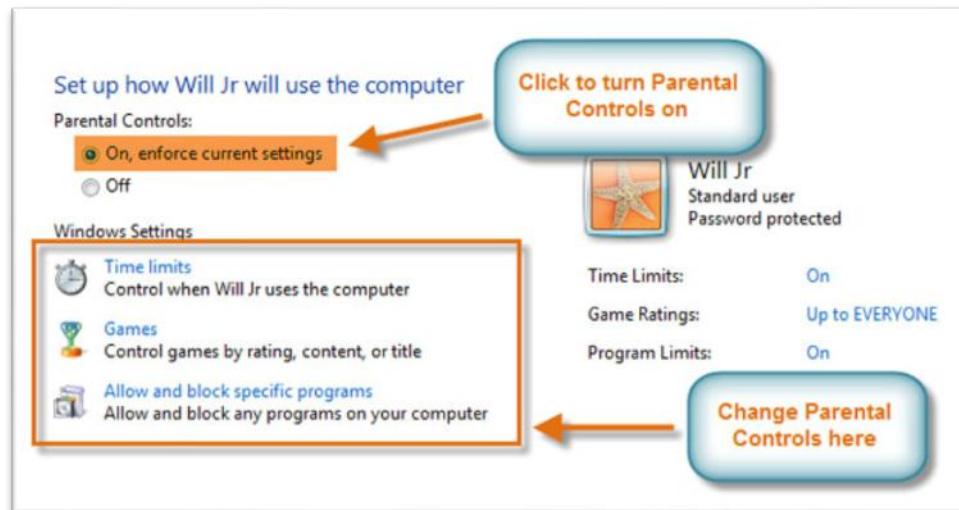 Set up how Will Jr will use the computer
Click to turn Parental
Controls on
Parental Controls:
On, enforce current settings
Off
Will Jr
Standard user
Password protected
Windows Settings
Time limits
Control when Will Jr uses the computer
Games
Control games by rating, content, or title
Allow and block specific programs
Allow and block any programs on your computer
Time Limits: On
Game Ratings: Up to EVERYONE
Program Limits: On
Change Parental
Controls here